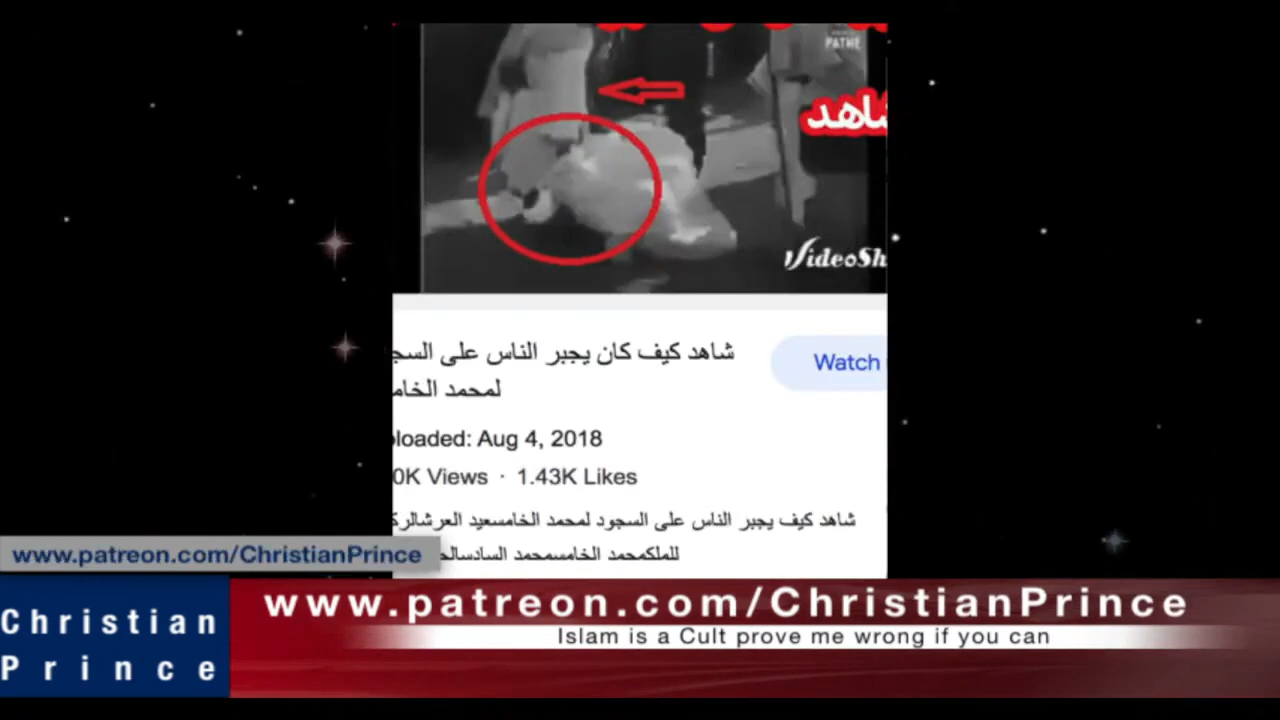 PATHE
VideoSh
شاهد كيف كان يجبر الناس على السج
لمحمد الخام
Watch
loaded: Aug 4, 2018
0K Views · 1.43K Likes
شاهد كيف يجبر الناس على السجود لمحمد الخامسعيد العرشالرك
للملكمحمد الخامسمحمد السادسالح
www.patreon.com/ChristianPrince
www.patreon.com/ChristianPrince
Islam is a Cult prove me wrong if you can
Christian
Prince